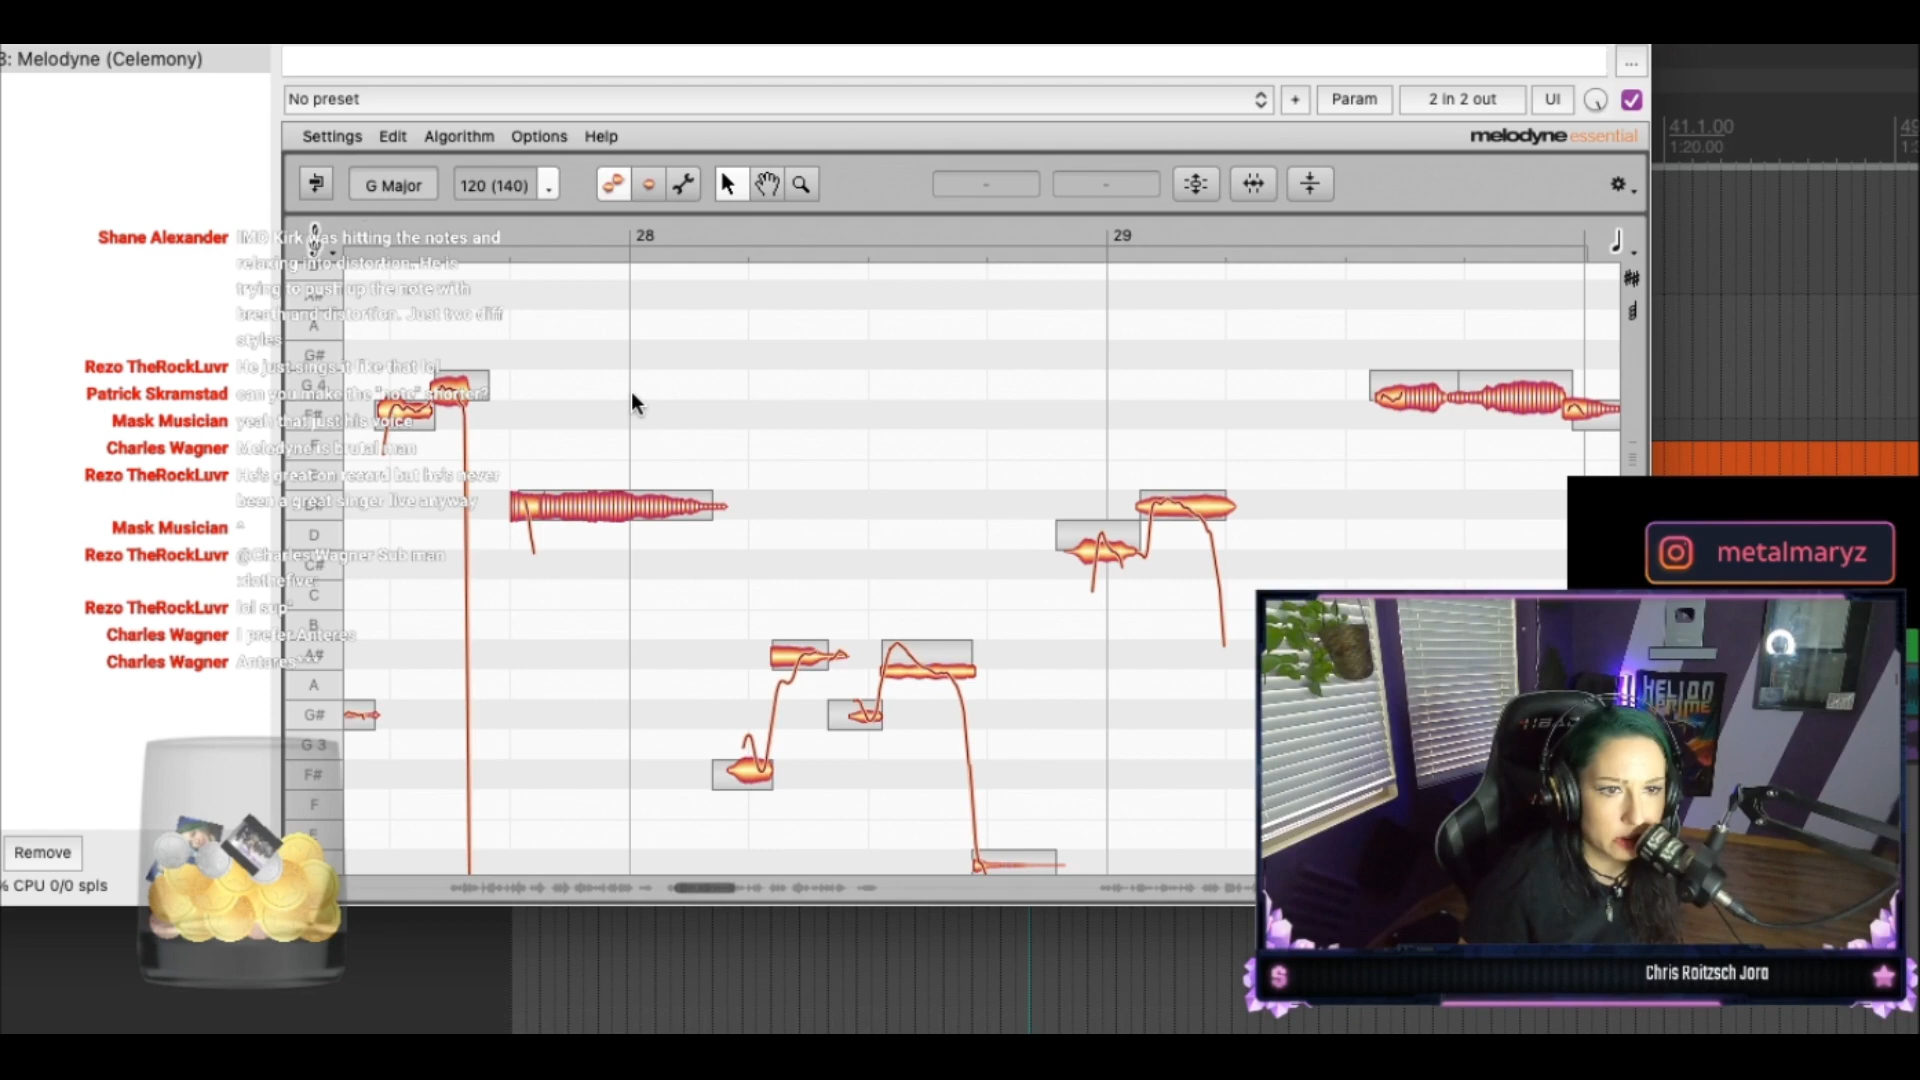 3: Melodyne (Celemony)
...
No preset
+
Param
2 in 2 out
UI
Settings Edit Algorithm Options Help
melodyne essential
41.1.00
1:20.00
G Major
120 (140)
-
-
28
29
Shane Alexander IMO Kirk was hitting the notes and
relaxing into distortion. He is
trying to push up the note with
breath and distortion. Just two diff
styles
Rezo TheRockLuvr He just sings it like that lol
Patrick Skramstad can you make the "note" shorter?
Mask Musician yeah that just his voice
Charles Wagner Melodyne is brutal man
Rezo TheRockLuvr He's great on record but he's never
been a great singer live anyway
Mask Musician ^
Rezo TheRockLuvr @Charles Wagner Sub man
:dothefive:
Rezo TheRockLuvr lol sup
Charles Wagner I prefer Anteres
Charles Wagner Antares***
A
G#
G 4
F#
F
D
C#
C
B
A#
A
G#
G 3
F#
F
Remove
% CPU 0/0 spls
metalmaryz
HELION
PRIME
S
Chris Roitzsch Jora